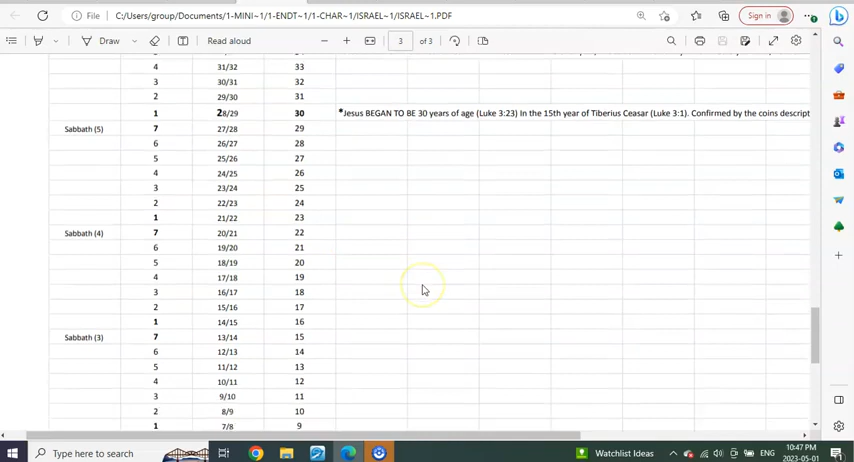 File C:/Users/group/Documents/1-MINI~1/1-ENDT~1/1-CHAR~1/ISRAEL~1/ISRAEL~1.PDF Sign in
Draw Read aloud 3 of 3
4 31/32 33
3 30/31 32
2 29/30 31
1 28/29 30 *Jesus BEGAN TO BE 30 years of age (Luke 3:23) In the 15th year of Tiberius Ceasar (Luke 3:1). Confirmed by the coins descript
Sabbath (5) 7 27/28 29
6 26/27 28
5 25/26 27
4 24/25 26
3 23/24 25
2 22/23 24
1 21/22 23
Sabbath (4) 7 20/21 22
6 19/20 21
5 18/19 20
4 17/18 19
3 16/17 18
2 15/16 17
1 14/15 16
Sabbath (3) 7 13/14 15
6 12/13 14
5 11/12 13
4 10/11 12
3 9/10 11
2 8/9 10
1 7/8 9
Type here to search Watchlist Ideas ENG 10:47 PM
2023-05-01